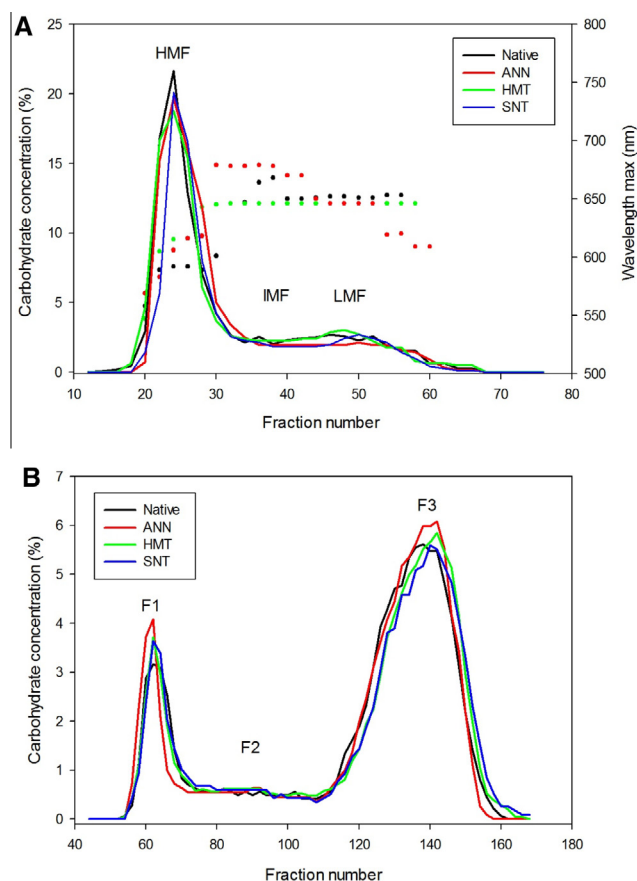 A
HMF
IMF
LMF
Native
ANN
HMT
SNT
Carbohydrate concentration (%)
0
5
10
15
20
25
Wavelength max (nm)
500
550
600
650
700
750
800
10 20 30 40 50 60 70 80
Fraction number
B
F1
F2
F3
Native
ANN
HMT
SNT
Carbohydrate concentration (%)
0
1
2
3
4
5
6
7
40 60 80 100 120 140 160 180
Fraction number